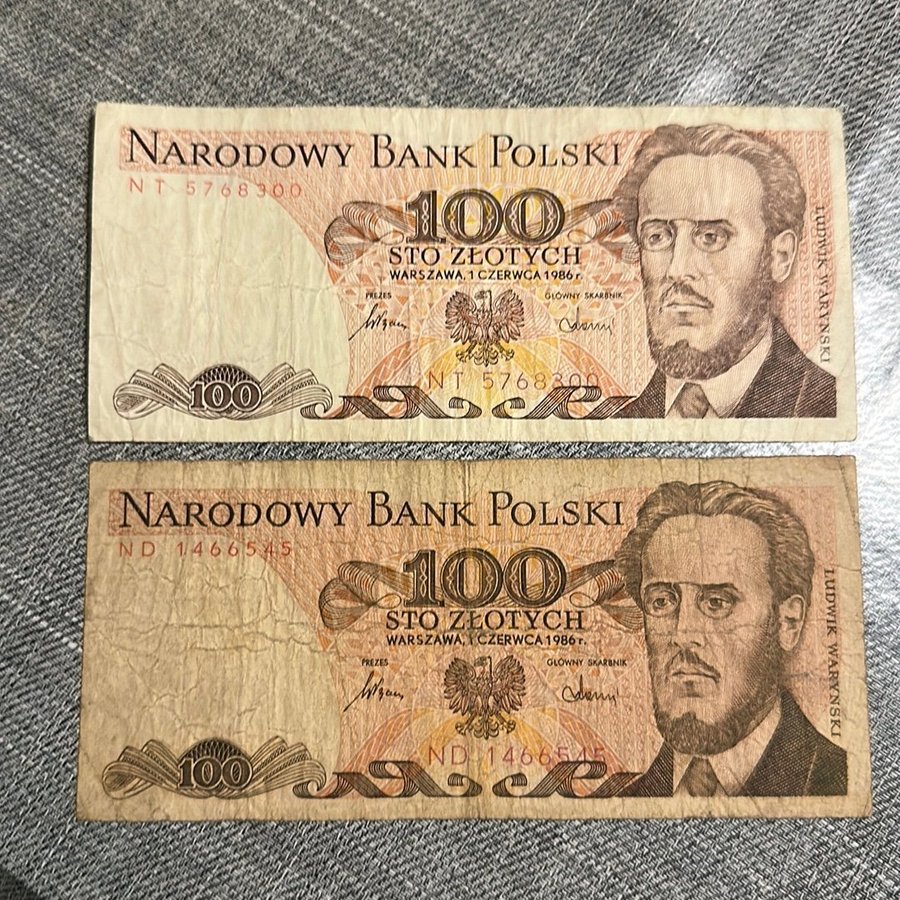 NARODOWY BANK POLSKI
NT 5768300
100
STO ZŁOTYCH
WARSZAWA, 1 CZERWCA 1986 r.
PREZES
GŁÓWNY SKARBNIK
LUDWIK WARYŃSKI
NT 5768300
100
NARODOWY BANK POLSKI
ND 1466545
100
STO ZŁOTYCH
WARSZAWA, 1 CZERWCA 1986 r.
PREZES
GŁÓWNY SKARBNIK
LUDWIK WARYŃSKI
ND 1466545
100